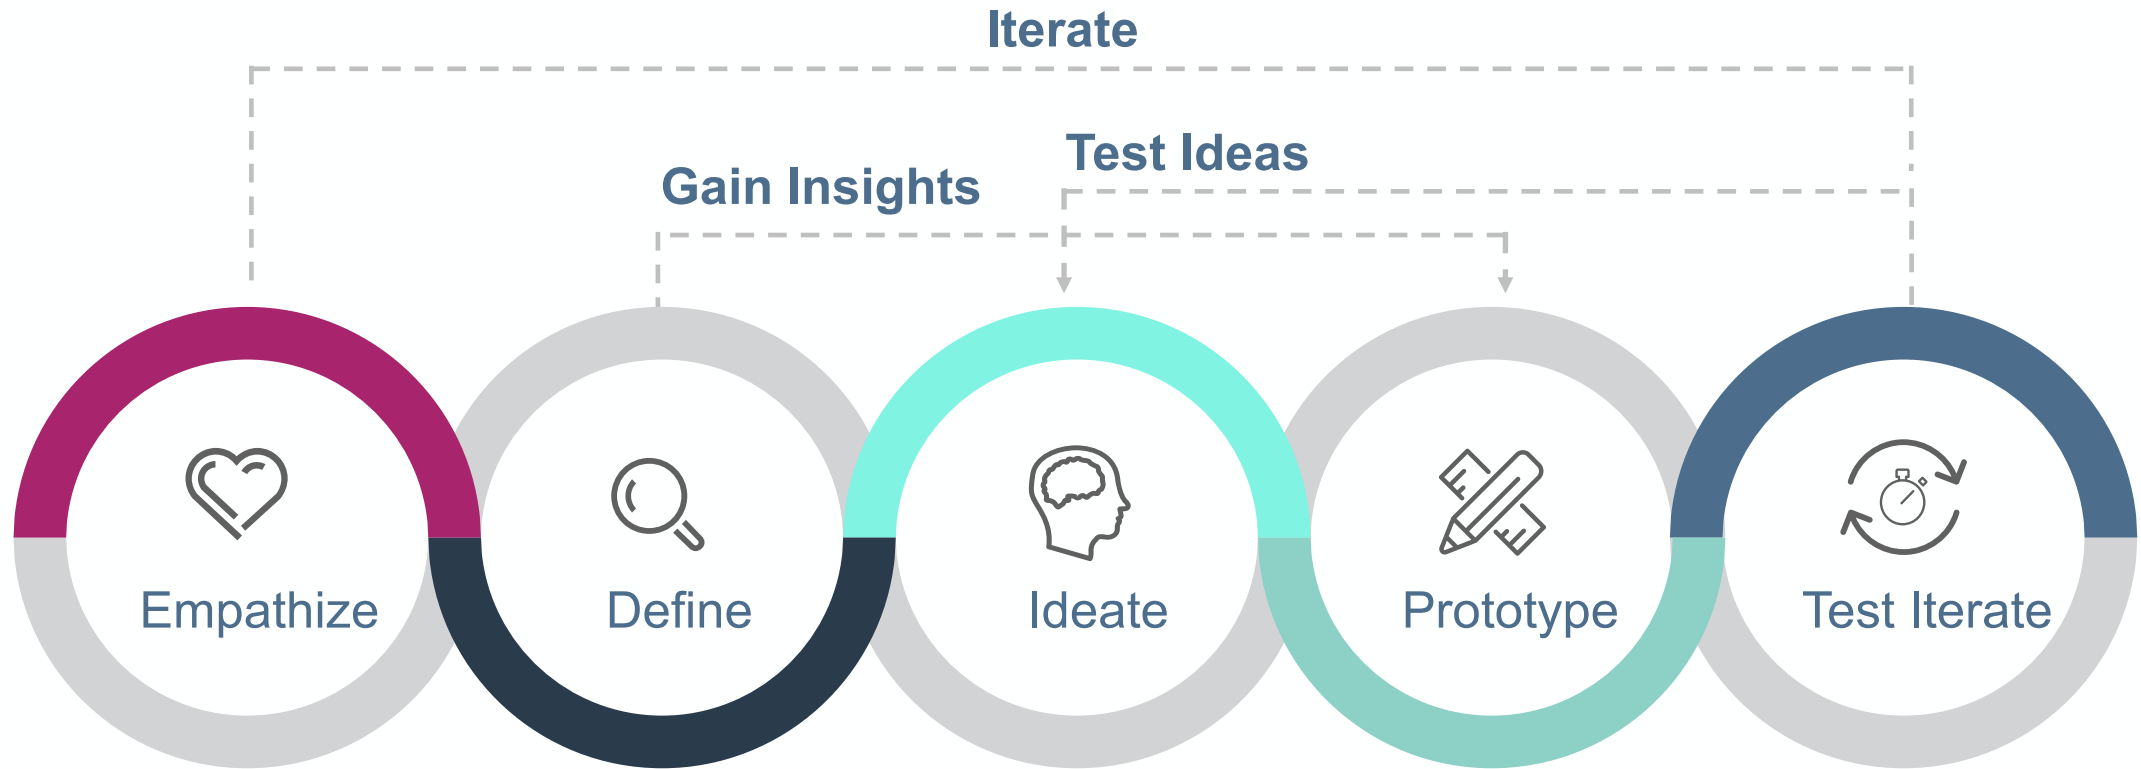 Iterate
Test Ideas
Gain Insights
Empathize
Define
Ideate
Prototype
Test Iterate